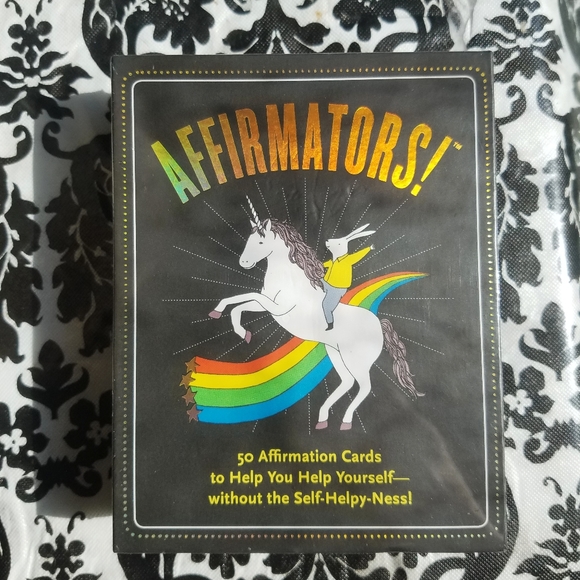 AFFIRMATORS!™
50 Affirmation Cards
to Help You Help Yourself—
without the Self-Helpy-Ness!